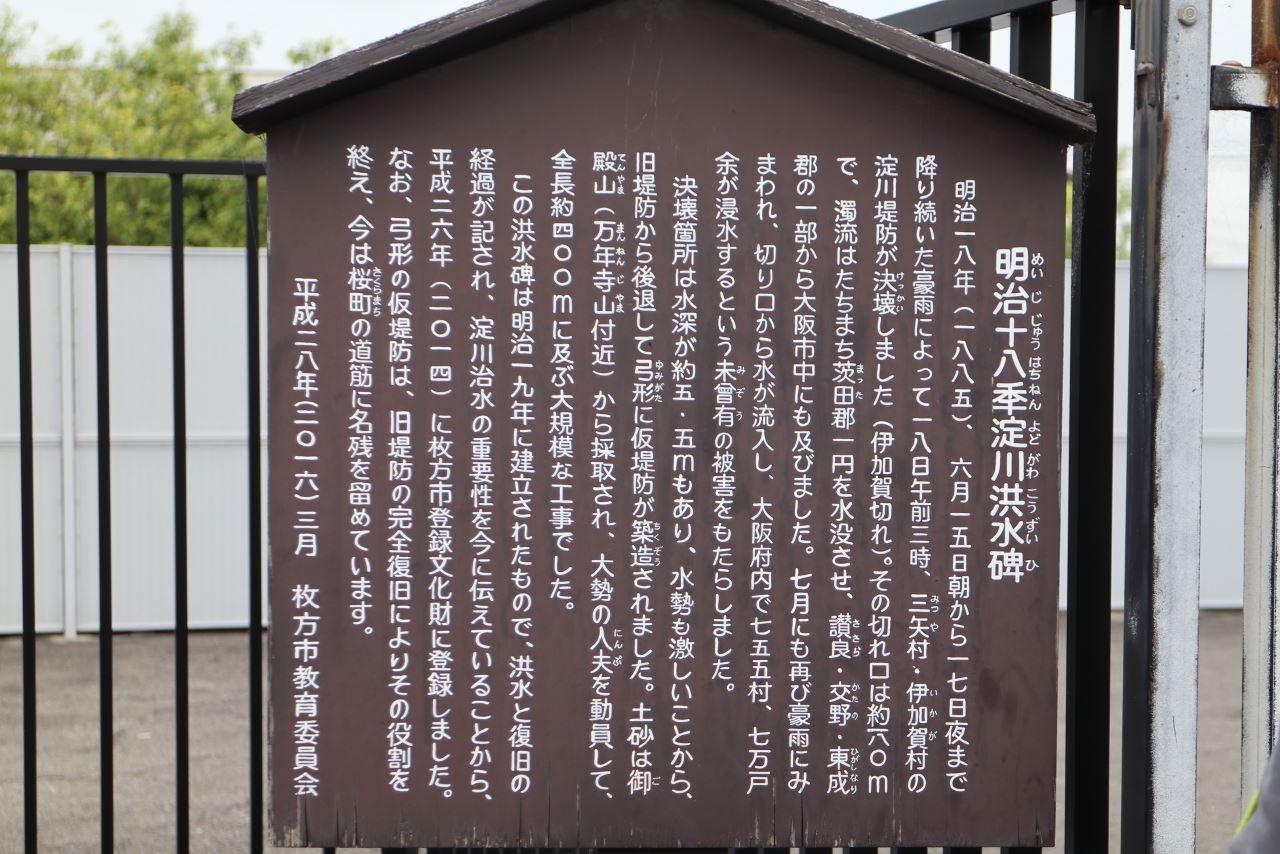 明治十八年淀川洪水碑
明治一八年（一八八五）、六月一五日朝から一七日夜まで
降り続いた豪雨によって一八日午前三時、三矢村・伊加賀村の
淀川堤防が決壊しました（伊加賀切れ）。その切れ口は約一八〇ｍ
で、濁流はたちまち茨田郡一円を水没させ、讃良・交野・東成
郡の一部から大阪市中にも及びました。七月にも再び豪雨にみ
まわれ、切り口から水が流入し、大阪府内で七五五村、七万戸
余が浸水するという未曾有の被害をもたらしました。
決壊箇所は水深が約五・五ｍもあり、水勢も激しいことから、
旧堤防から後退して弓形に仮堤防が築造されました。土砂は御
殿山（万年寺山付近）から採取され、大勢の人夫を動員して、
全長約四〇〇ｍに及ぶ大規模な工事でした。
この洪水碑は明治一九年に建立されたもので、洪水と復旧の
経過が記され、淀川治水の重要性を今に伝えていることから、
平成二六年（二〇一四）に枚方市登録文化財に登録しました。
なお、弓形の仮堤防は、旧堤防の完全復旧によりその役割を
終え、今は桜町の道筋に名残を留めています。
平成二八年（二〇一六）三月　枚方市教育委員会